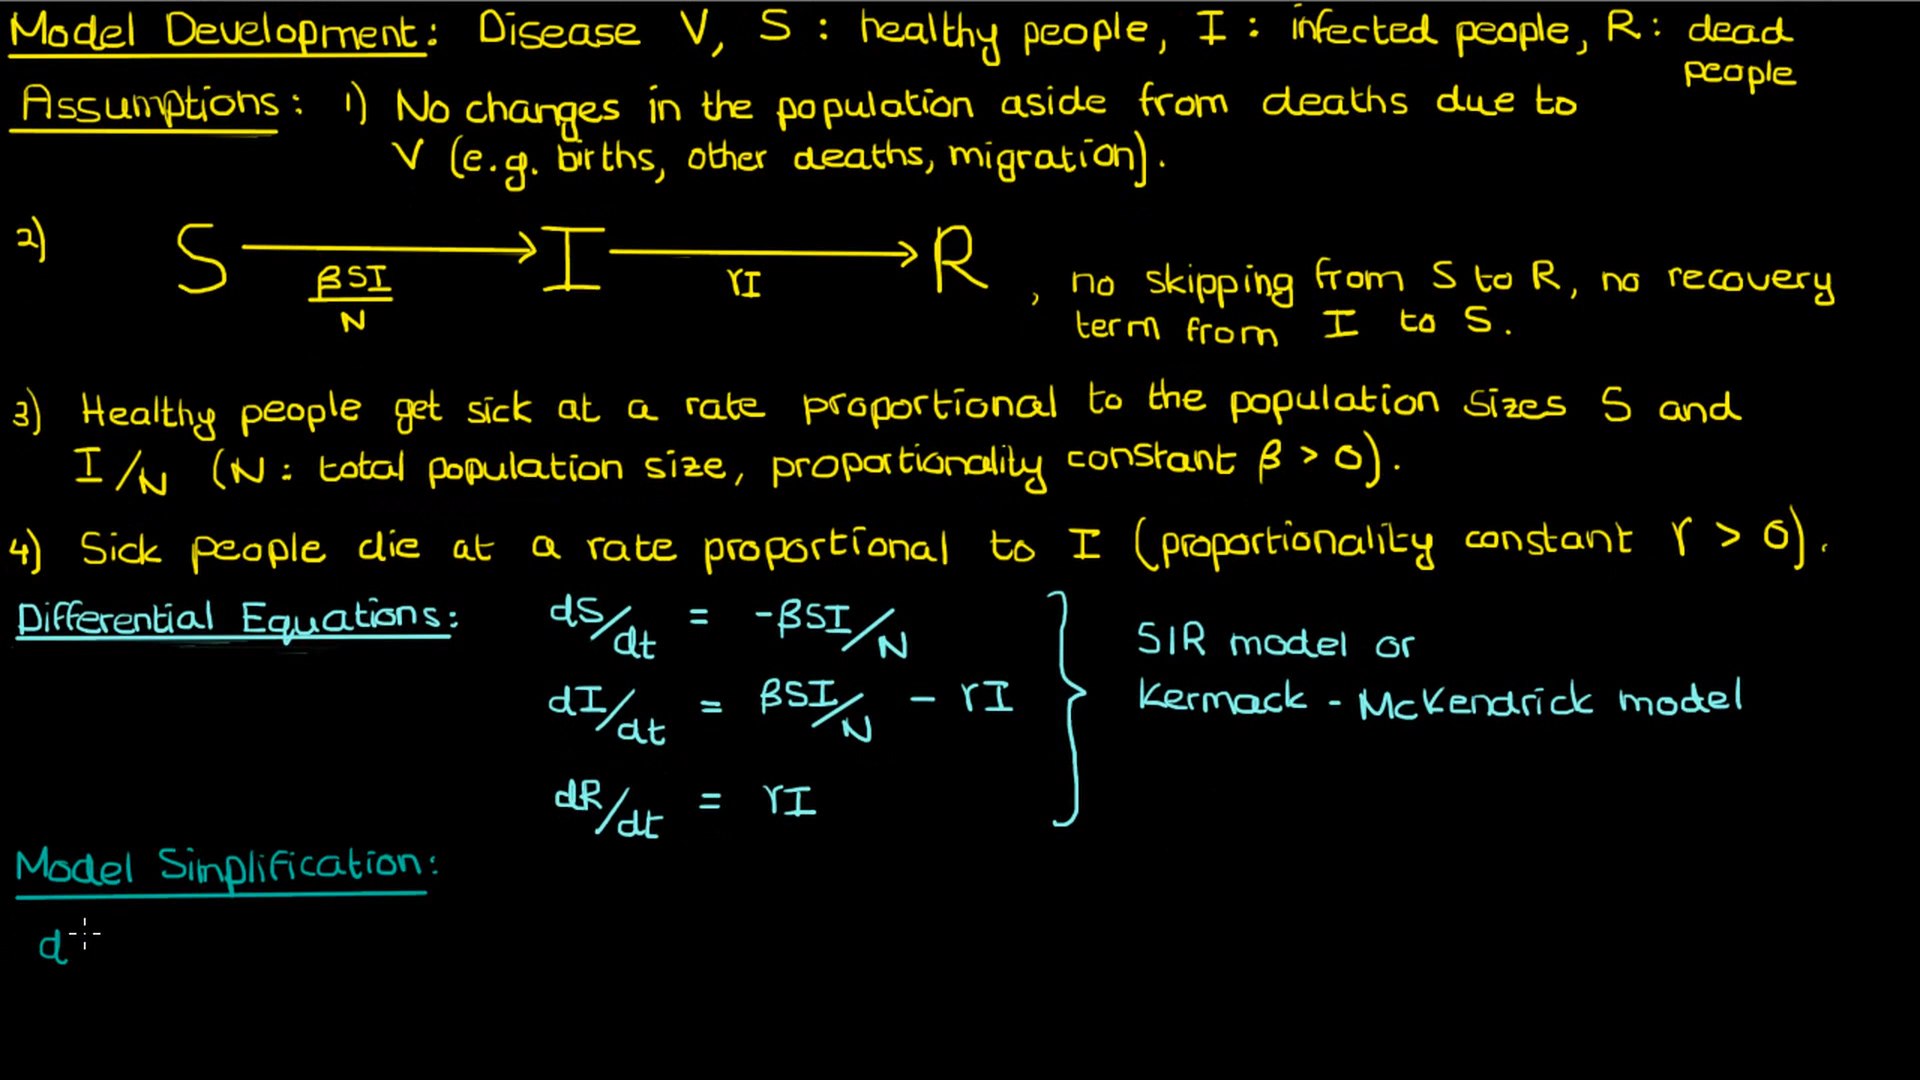 Model Development: Disease V, S : healthy people, I : infected people, R : dead
people
Assumptions: 1) No changes in the population aside from deaths due to
V (e.g. births, other deaths, migration).
2) S → I → R , no skipping from S to R, no recovery
βSI/N γI
term from I to S.
3) Healthy people get sick at a rate proportional to the population sizes S and
I/N (N: total population size, proportionality constant β > 0).
4) Sick people die at a rate proportional to I (proportionality constant γ > 0).
Differential Equations: dS/dt = -βSI/N
SIR model or
dI/dt = βSI/N - γI
Kermack - McKendrick model
dR/dt = γI
Model Simplification:
d